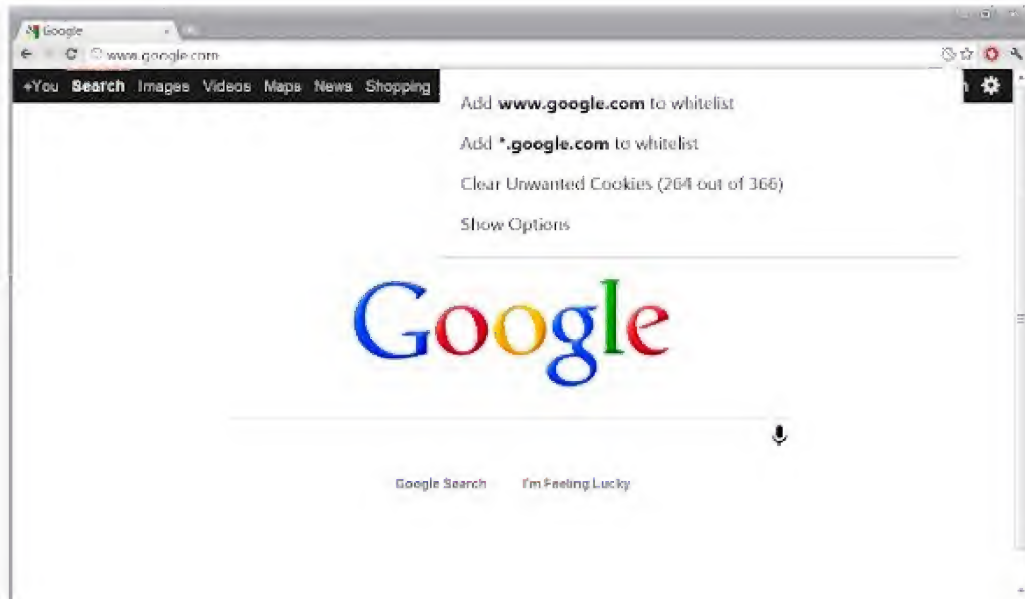 Google
www.google.com
+You Search Images Videos Maps News Shopping
Add www.google.com to whitelist
Add *.google.com to whitelist
Clear Unwanted Cookies (264 out of 366)
Show Options
Google
Google Search I'm Feeling Lucky